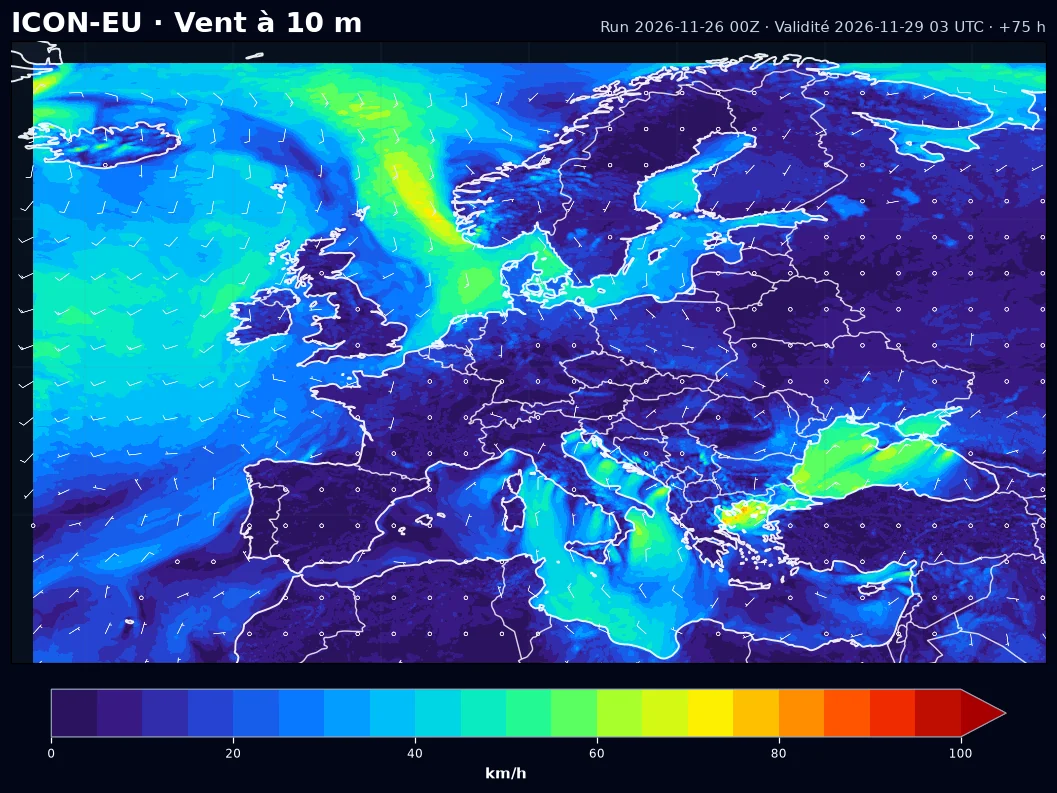 ICON-EU · Vent à 10 m
Run 2026-11-26 00Z · Validité 2026-11-29 03 UTC · +75 h
0 20 40 60 80 100
km/h